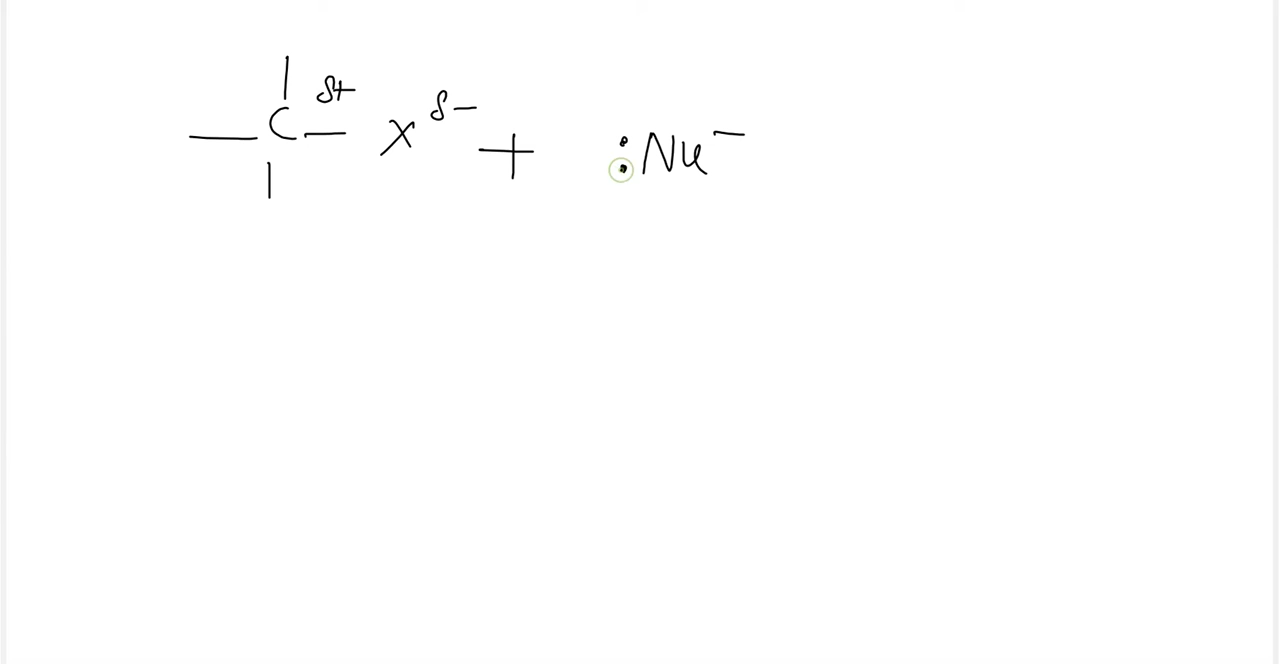 — C δ+ — X δ- + :Nu⁻